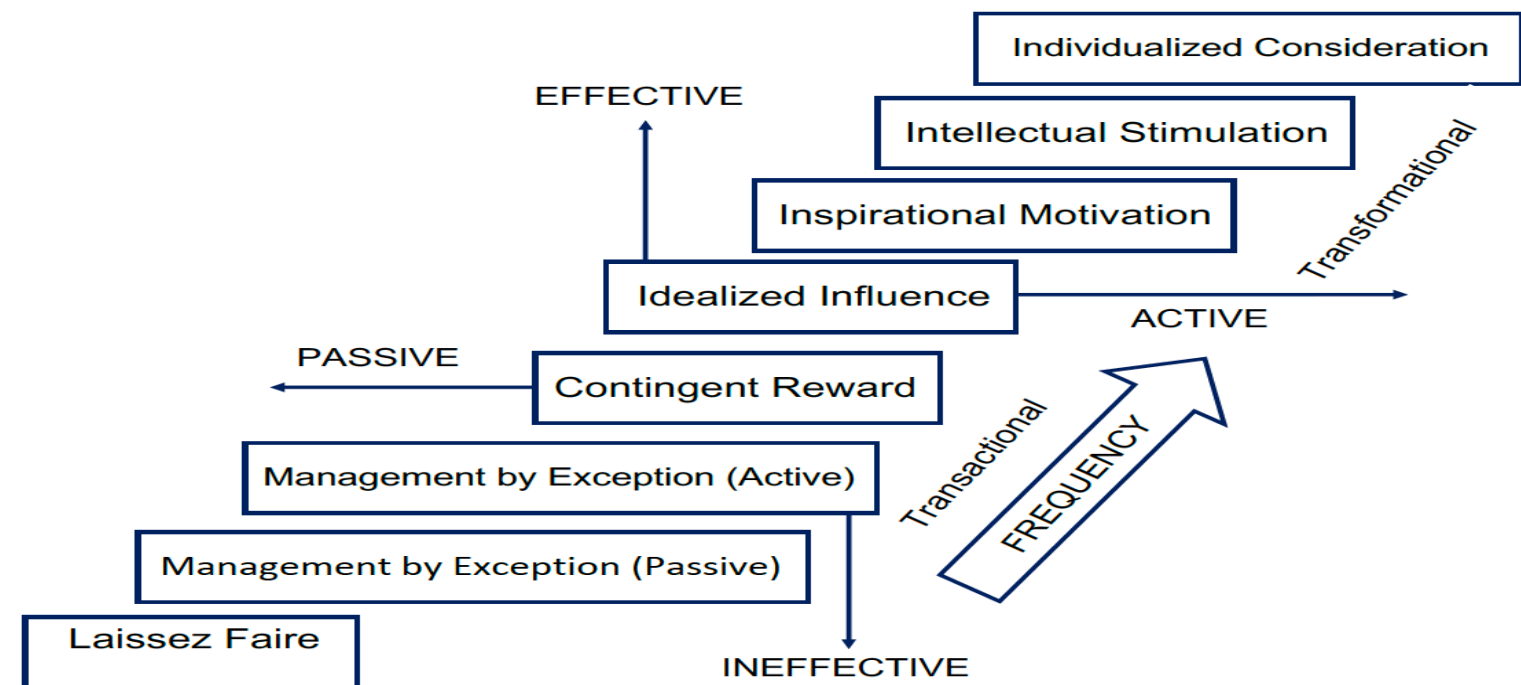 Individualized Consideration
EFFECTIVE
Intellectual Stimulation
Inspirational Motivation
Transformational
Idealized Influence
ACTIVE
PASSIVE
Contingent Reward
Transactional
FREQUENCY
Management by Exception (Active)
Management by Exception (Passive)
Laissez Faire
INEFFECTIVE